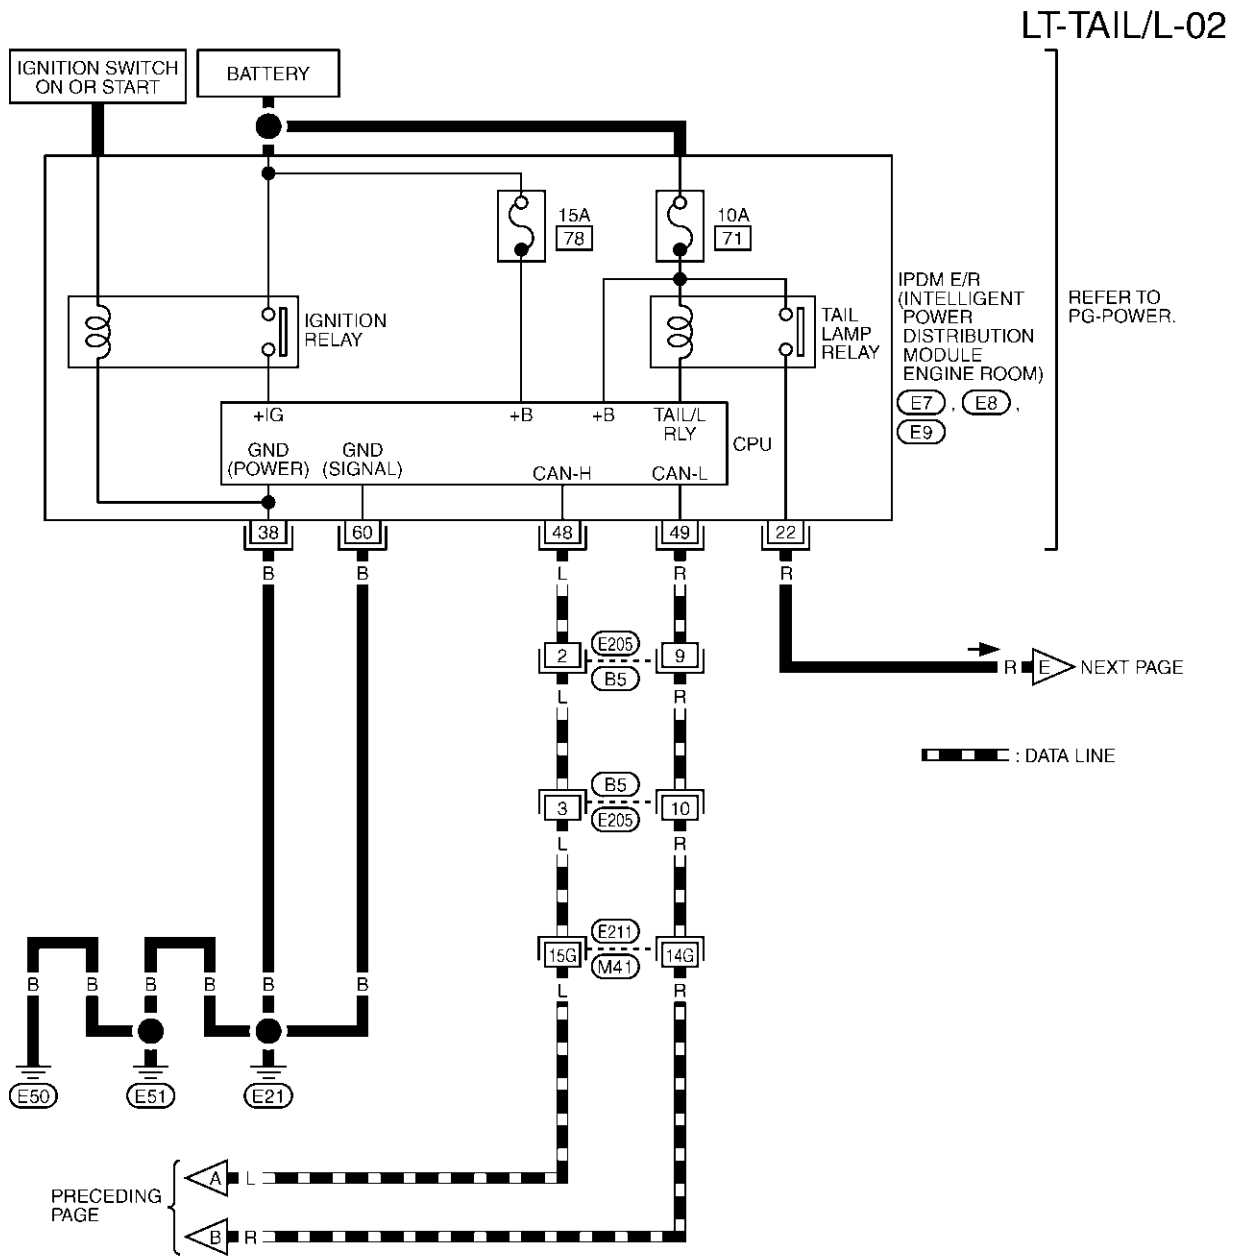 LT-TAIL/L-02
IGNITION SWITCH
ON OR START
BATTERY
15A
78
10A
71
IGNITION
RELAY
TAIL
LAMP
RELAY
IPDM E/R
(INTELLIGENT
POWER
DISTRIBUTION
MODULE
ENGINE ROOM)
E7 , E8 ,
E9
REFER TO
PG-POWER.
+IG
+B
+B
TAIL/L
RLY
GND
(POWER)
GND
(SIGNAL)
CAN-H
CAN-L
CPU
38
60
48
49
22
B
B
L
R
R
2
E205
B5
9
R
E
NEXT PAGE
L
R
: DATA LINE
3
B5
E205
10
L
R
15G
E211
M41
14G
B
B
B
B
B
B
L
R
E50
E51
E21
PRECEDING
PAGE
A
L
B
R